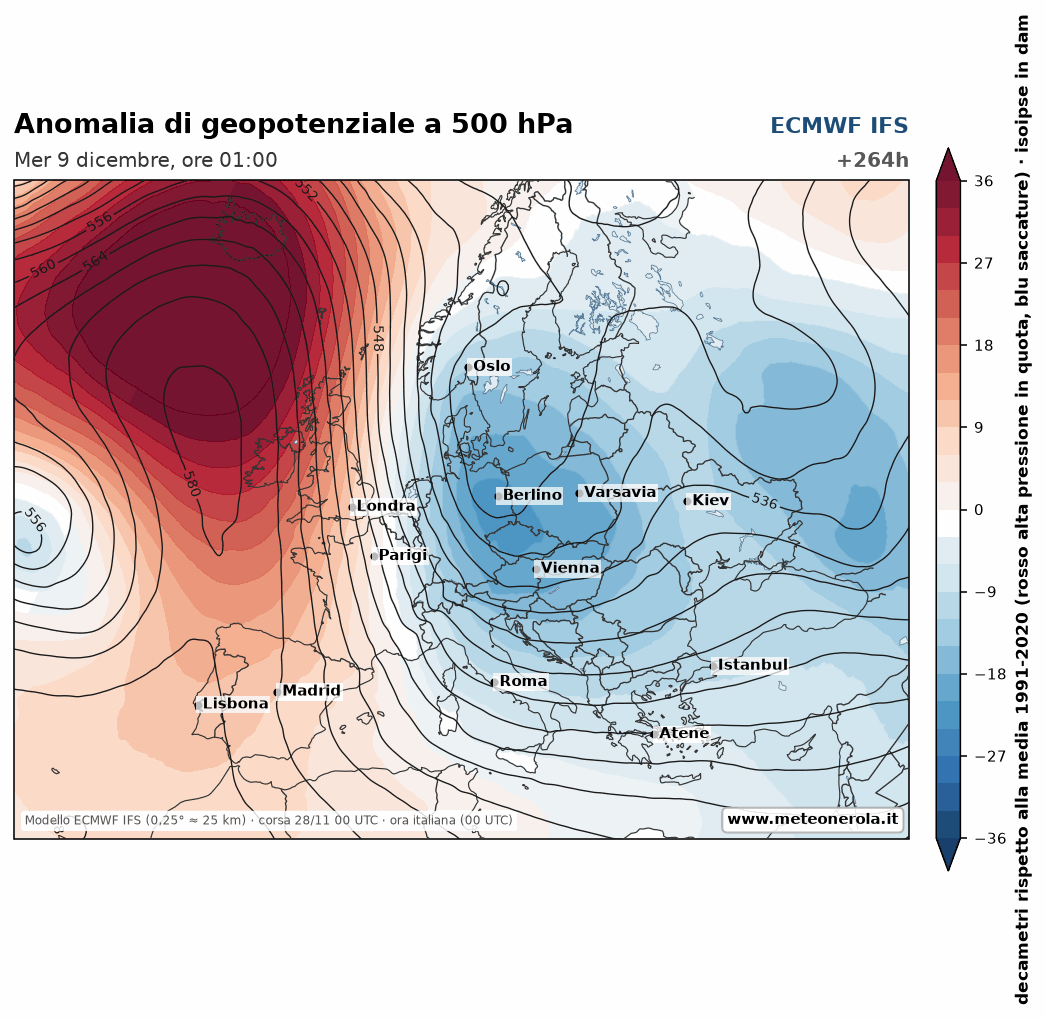 Anomalia di geopotenziale a 500 hPa
ECMWF IFS
Mer 9 dicembre, ore 01:00
+264h
552
556
560
564
548
580
556
536
Oslo
Londra
Berlino
Varsavia
Kiev
Parigi
Vienna
Istanbul
Roma
Madrid
Lisbona
Atene
Modello ECMWF IFS (0,25° ≈ 25 km) · corsa 28/11 00 UTC · ora italiana (00 UTC)
www.meteonerola.it
36
27
18
9
0
−9
−18
−27
−36
decametri rispetto alla media 1991-2020 (rosso alta pressione in quota, blu saccature) · isoipse in dam